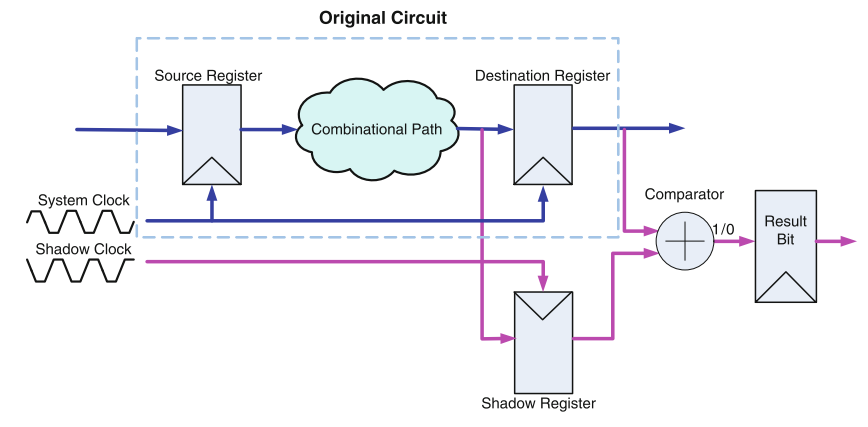 Original Circuit
Source Register
Destination Register
Combinational Path
System Clock
Shadow Clock
Comparator
1/0
Result
Bit
Shadow Register